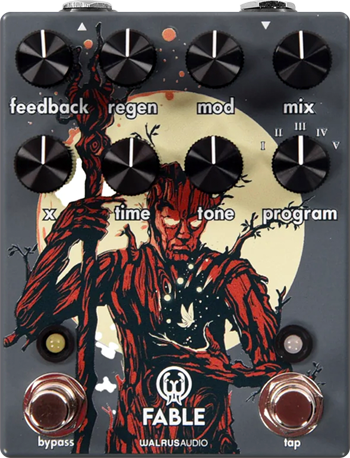 feedback regen mod mix
I II III IV V
x time tone program
FABLE
bypass WALRUSAUDIO tap